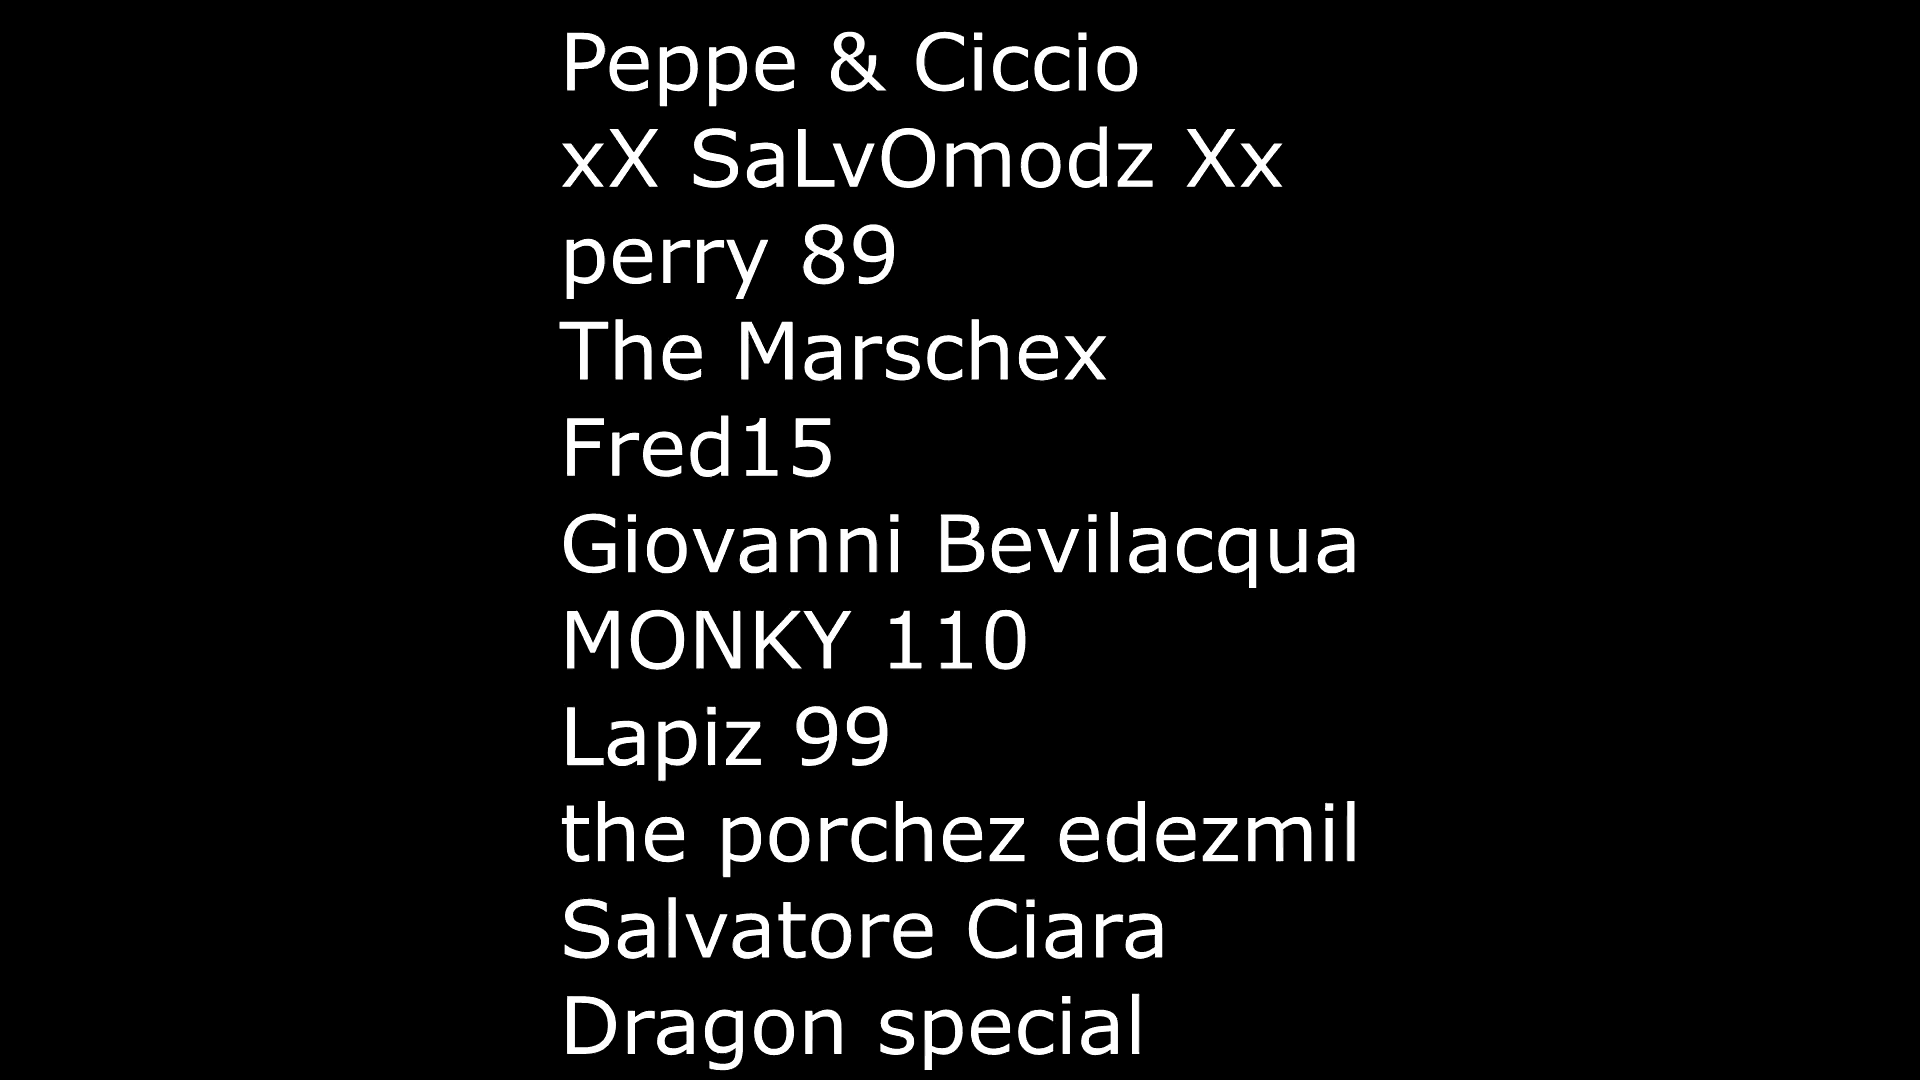 Peppe & Ciccio
xX SaLvOmodz Xx
perry 89
The Marschex
Fred15
Giovanni Bevilacqua
MONKY 110
Lapiz 99
the porchez edezmil
Salvatore Ciara
Dragon special